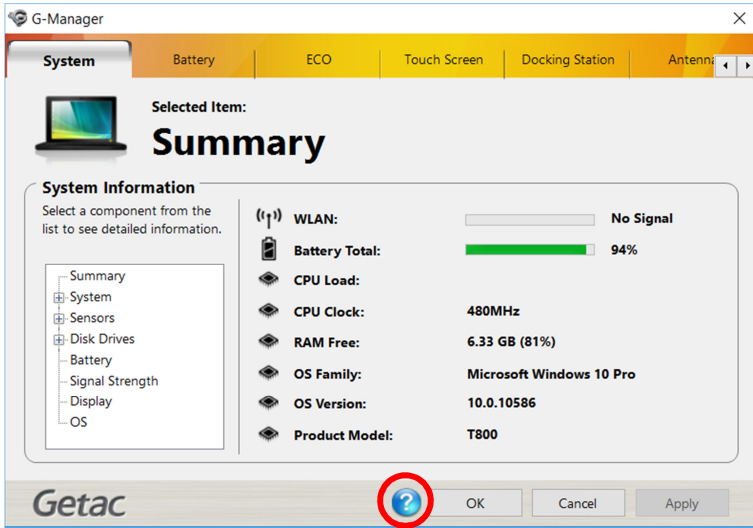 G-Manager
System Battery ECO Touch Screen Docking Station Antenna
Selected Item:
Summary
System Information
Select a component from the
list to see detailed information.
Summary
System
Sensors
Disk Drives
Battery
Signal Strength
Display
OS
WLAN: No Signal
Battery Total: 94%
CPU Load:
CPU Clock: 480MHz
RAM Free: 6.33 GB (81%)
OS Family: Microsoft Windows 10 Pro
OS Version: 10.0.10586
Product Model: T800
Getac ? OK Cancel Apply